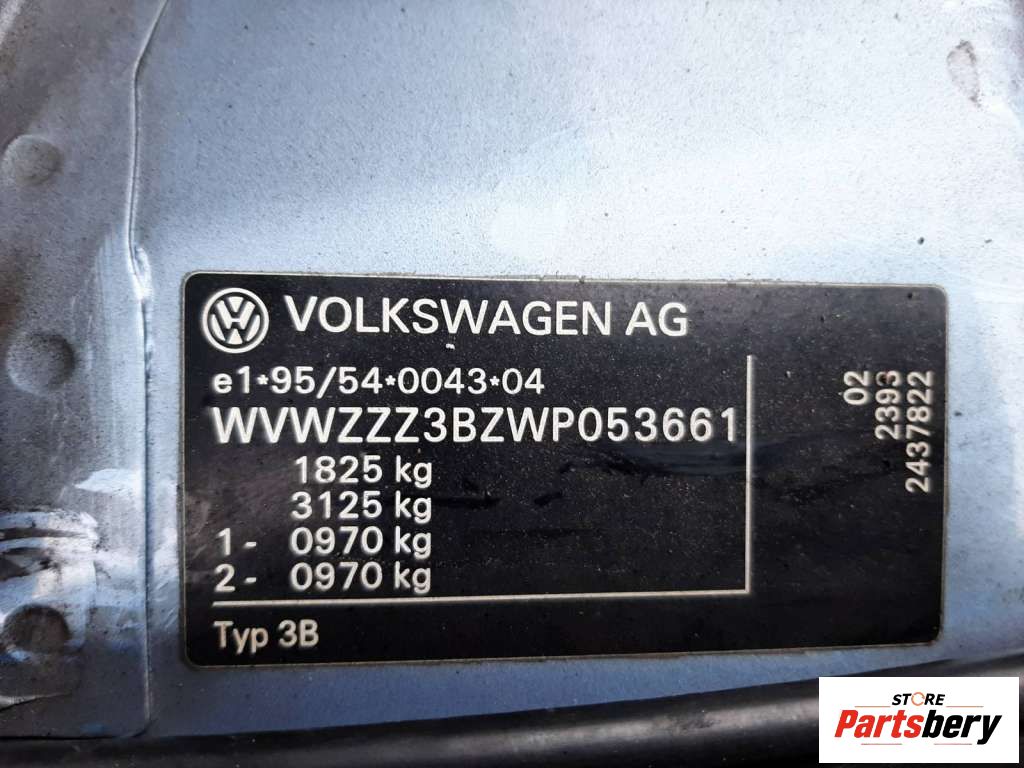 VOLKSWAGEN AG
e1*95/54*0043*04
WVWZZZ3BZWP053661
1825 kg
3125 kg
1- 0970 kg
2- 0970 kg
Typ 3B
02
2393
2437822
STORE
Partsbery